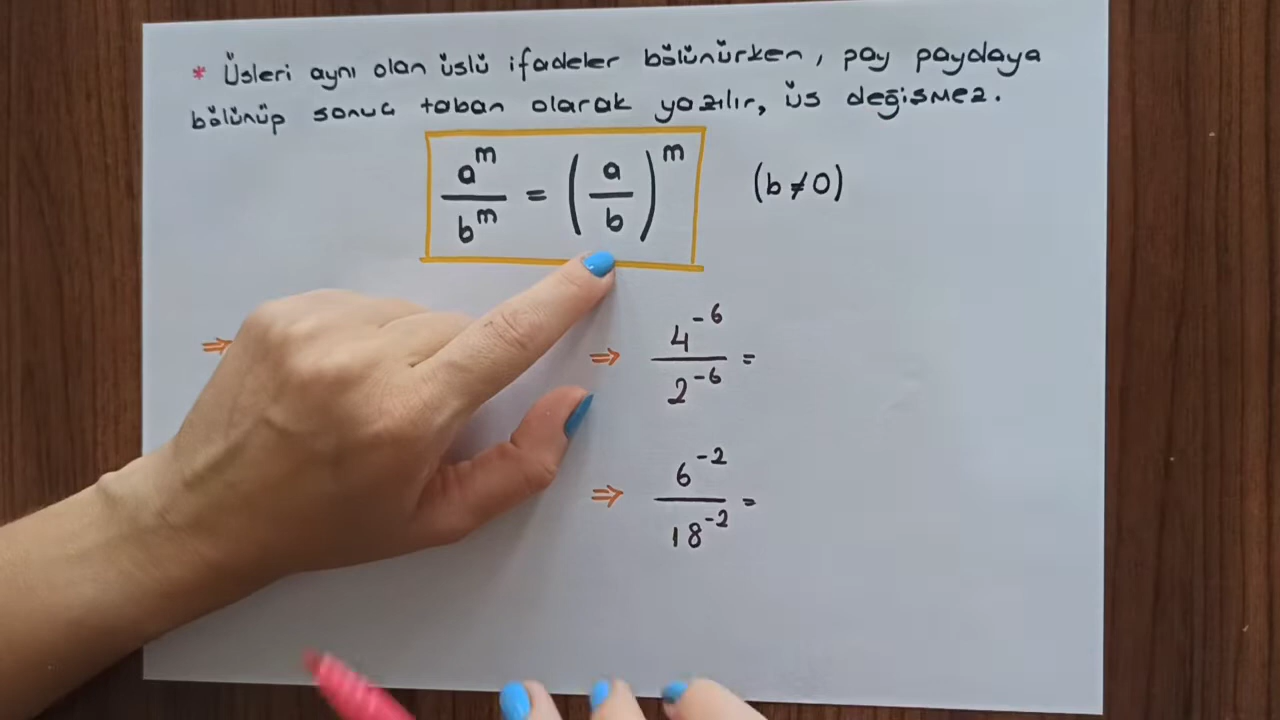 * Üsleri aynı olan üslü ifadeler bölünürken, pay paydaya
bölünüp sonuc taban olarak yazılır, üs değişmez.
a^m / b^m = (a / b)^m (b ≠ 0)
⇒
⇒ 4^-6 / 2^-6 =
⇒ 6^-2 / 18^-2 =